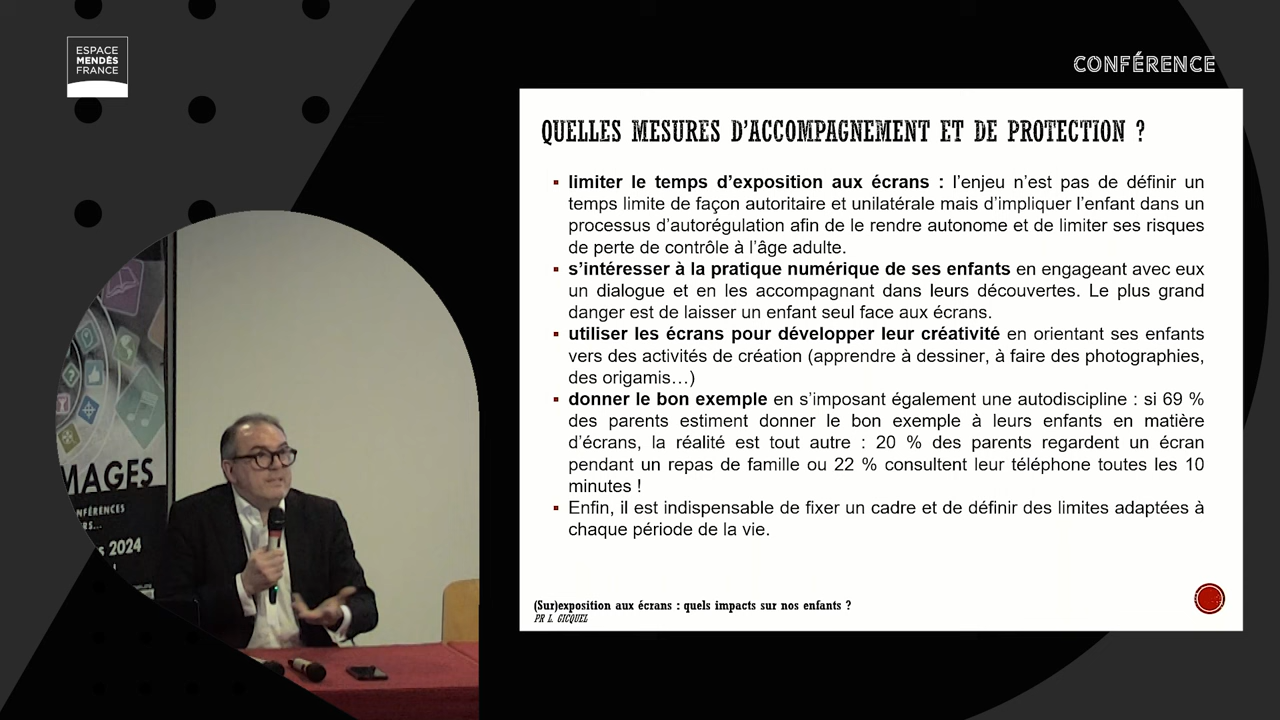 ESPACE
MENDÈS
FRANCE
CONFÉRENCE
QUELLES MESURES D'ACCOMPAGNEMENT ET DE PROTECTION ?
▪ limiter le temps d'exposition aux écrans : l'enjeu n'est pas de définir un
temps limite de façon autoritaire et unilatérale mais d'impliquer l'enfant dans un
processus d'autorégulation afin de le rendre autonome et de limiter ses risques
de perte de contrôle à l'âge adulte.
▪ s'intéresser à la pratique numérique de ses enfants en engageant avec eux
un dialogue et en les accompagnant dans leurs découvertes. Le plus grand
danger est de laisser un enfant seul face aux écrans.
▪ utiliser les écrans pour développer leur créativité en orientant ses enfants
vers des activités de création (apprendre à dessiner, à faire des photographies,
des origamis…)
▪ donner le bon exemple en s'imposant également une autodiscipline : si 69 %
des parents estiment donner le bon exemple à leurs enfants en matière
d'écrans, la réalité est tout autre : 20 % des parents regardent un écran
pendant un repas de famille ou 22 % consultent leur téléphone toutes les 10
minutes !
▪ Enfin, il est indispensable de fixer un cadre et de définir des limites adaptées à
chaque période de la vie.
(Sur)exposition aux écrans : quels impacts sur nos enfants ?
PR L. GICQUEL
MAGES
NFÉRENCES
RS...
s 2024